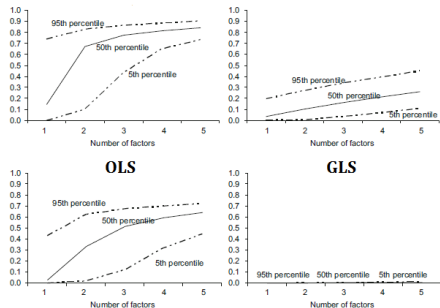 1.0 1.0
0.9 0.9
0.8 95th percentile 0.8
0.7 0.7
0.6 50th percentile 0.6
0.5 0.5
0.4 0.4 95th percentile
0.3 5th percentile 0.3
0.2 0.2 50th percentile
0.1 0.1 5th percentile
0.0 0.0
1 2 3 4 5 1 2 3 4 5
Number of factors Number of factors
OLS GLS
1.0 1.0
0.9 0.9
0.8 0.8
0.7 95th percentile 0.7
0.6 0.6
0.5 50th percentile 0.5
0.4 0.4
0.3 0.3
0.2 5th percentile 0.2
0.1 0.1 95th percentile 50th percentile 5th percentile
0.0 0.0
1 2 3 4 5 1 2 3 4 5
Number of factors Number of factors